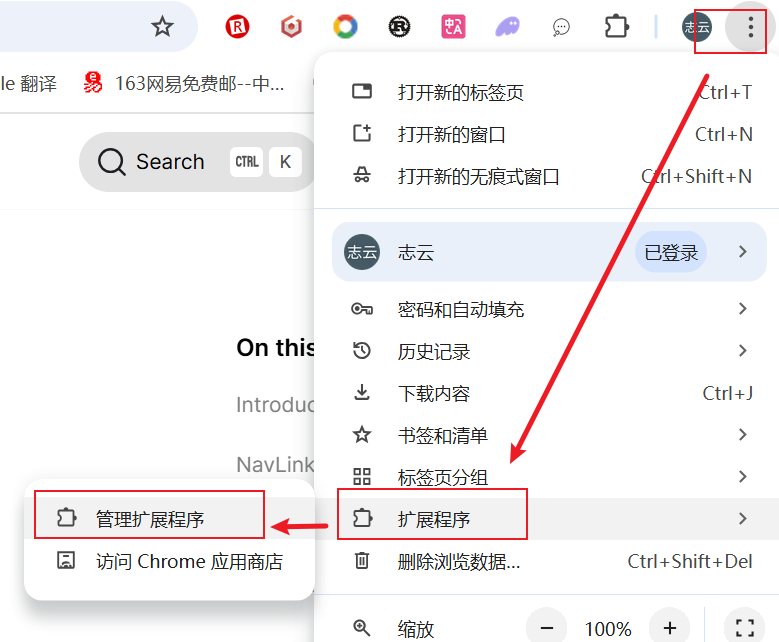 中A
志云
le 翻译
163网易免费邮--中...
Search CTRL K
打开新的标签页 Ctrl+T
打开新的窗口 Ctrl+N
打开新的无痕式窗口 Ctrl+Shift+N
志云 志云 已登录
密码和自动填充
On this
历史记录
下载内容 Ctrl+J
Introduc
书签和清单
NavLink
标签页分组
管理扩展程序
扩展程序
访问 Chrome 应用商店
删除浏览数据... Ctrl+Shift+Del
缩放 100%